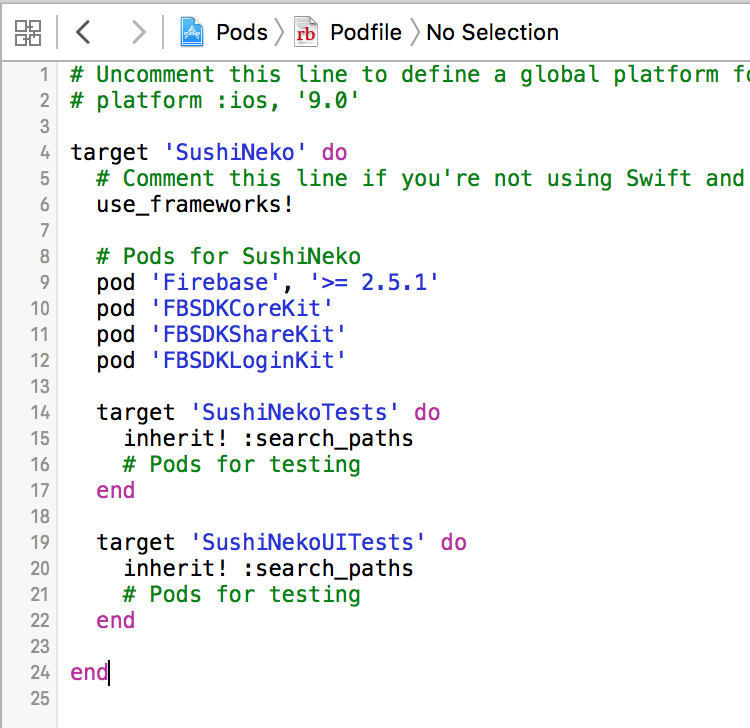 Pods Podfile No Selection
1 # Uncomment this line to define a global platform
2 # platform :ios, '9.0'
3
4 target 'SushiNeko' do
5 # Comment this line if you're not using Swift and
6 use_frameworks!
7
8 # Pods for SushiNeko
9 pod 'Firebase', '>= 2.5.1'
10 pod 'FBSDKCoreKit'
11 pod 'FBSDKShareKit'
12 pod 'FBSDKLoginKit'
13
14 target 'SushiNekoTests' do
15 inherit! :search_paths
16 # Pods for testing
17 end
18
19 target 'SushiNekoUITests' do
20 inherit! :search_paths
21 # Pods for testing
22 end
23
24 end
25